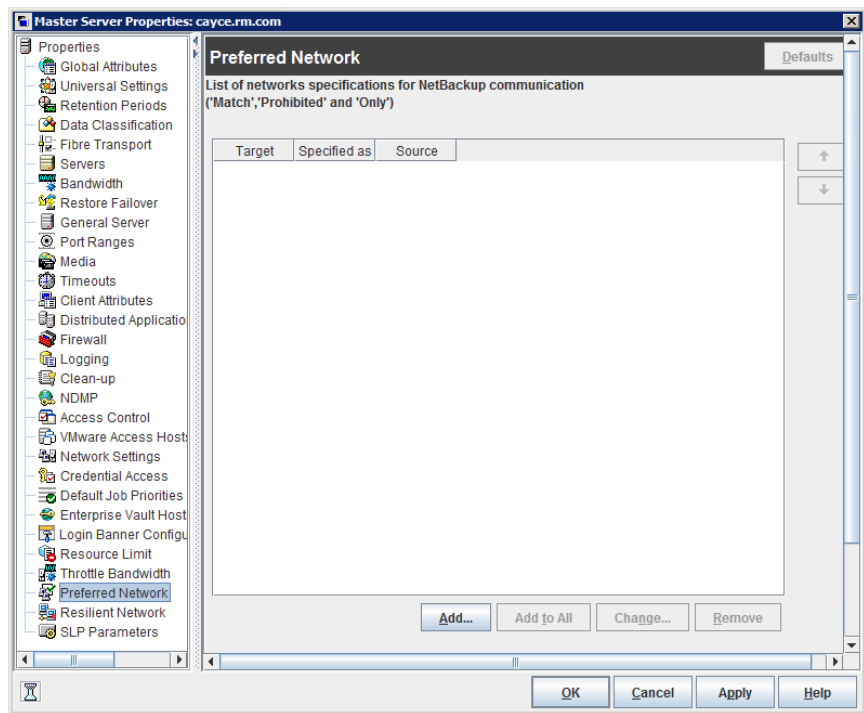 Master Server Properties: cayce.rm.com
Properties
Global Attributes
Universal Settings
Retention Periods
Data Classification
Fibre Transport
Servers
Bandwidth
Restore Failover
General Server
Port Ranges
Media
Timeouts
Client Attributes
Distributed Applicatio
Firewall
Logging
Clean-up
NDMP
Access Control
VMware Access Hosts
Network Settings
Credential Access
Default Job Priorities
Enterprise Vault Host
Login Banner Configu
Resource Limit
Throttle Bandwidth
Preferred Network
Resilient Network
SLP Parameters
Preferred Network
Defaults
List of networks specifications for NetBackup communication
('Match','Prohibited' and 'Only')
Target Specified as Source
Add... Add to All Change... Remove
OK Cancel Apply Help